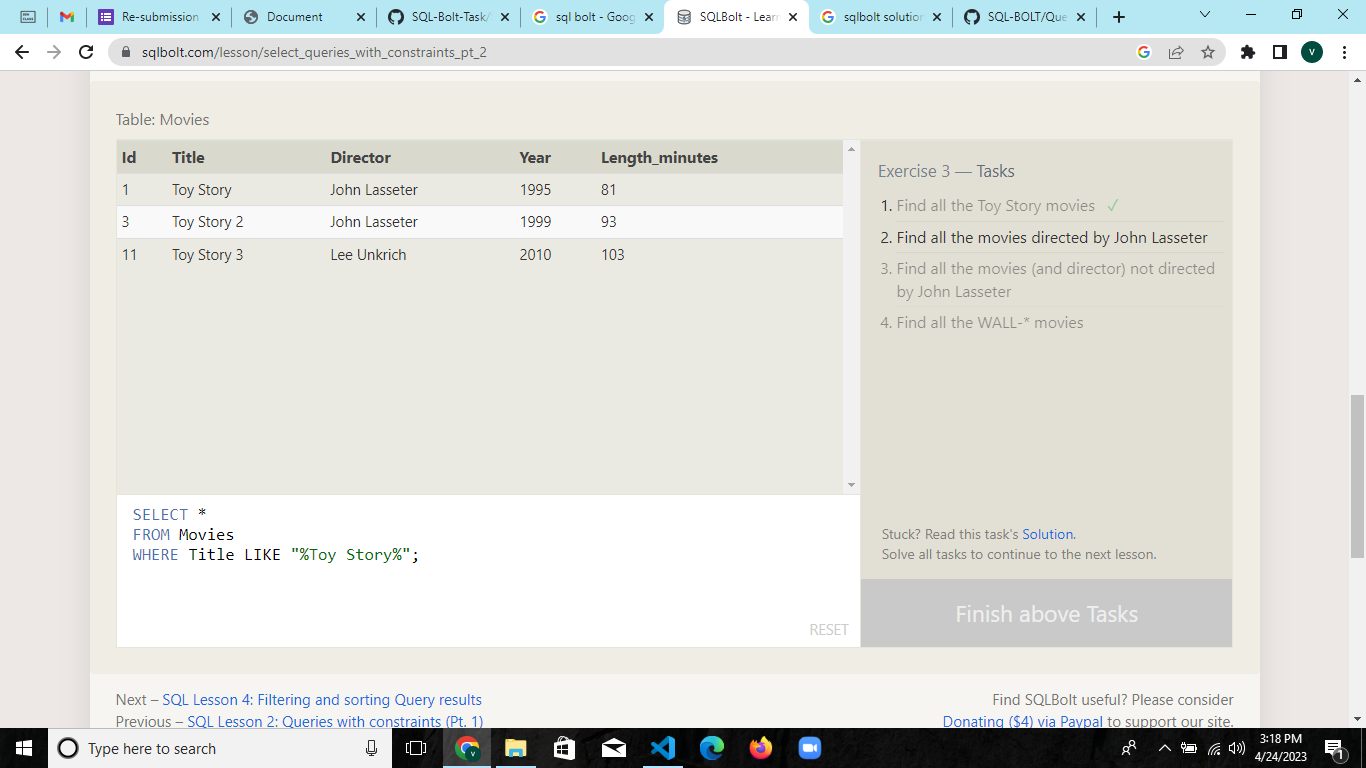 Re-submission
Document
SQL-Bolt-Task/
sql bolt - Goog
SQLBolt - Learn
sqlbolt solution
SQL-BOLT/Que
sqlbolt.com/lesson/select_queries_with_constraints_pt_2
V
Table: Movies
Id Title Director Year Length_minutes
1 Toy Story John Lasseter 1995 81
3 Toy Story 2 John Lasseter 1999 93
11 Toy Story 3 Lee Unkrich 2010 103
Exercise 3 — Tasks
1. Find all the Toy Story movies ✓
2. Find all the movies directed by John Lasseter
3. Find all the movies (and director) not directed
by John Lasseter
4. Find all the WALL-* movies
Stuck? Read this task's Solution.
Solve all tasks to continue to the next lesson.
Finish above Tasks
SELECT *
FROM Movies
WHERE Title LIKE "%Toy Story%";
RESET
Next – SQL Lesson 4: Filtering and sorting Query results
Previous – SQL Lesson 2: Queries with constraints (Pt. 1)
Find SQLBolt useful? Please consider
Donating ($4) via Paypal to support our site.
Type here to search
3:18 PM
4/24/2023
1